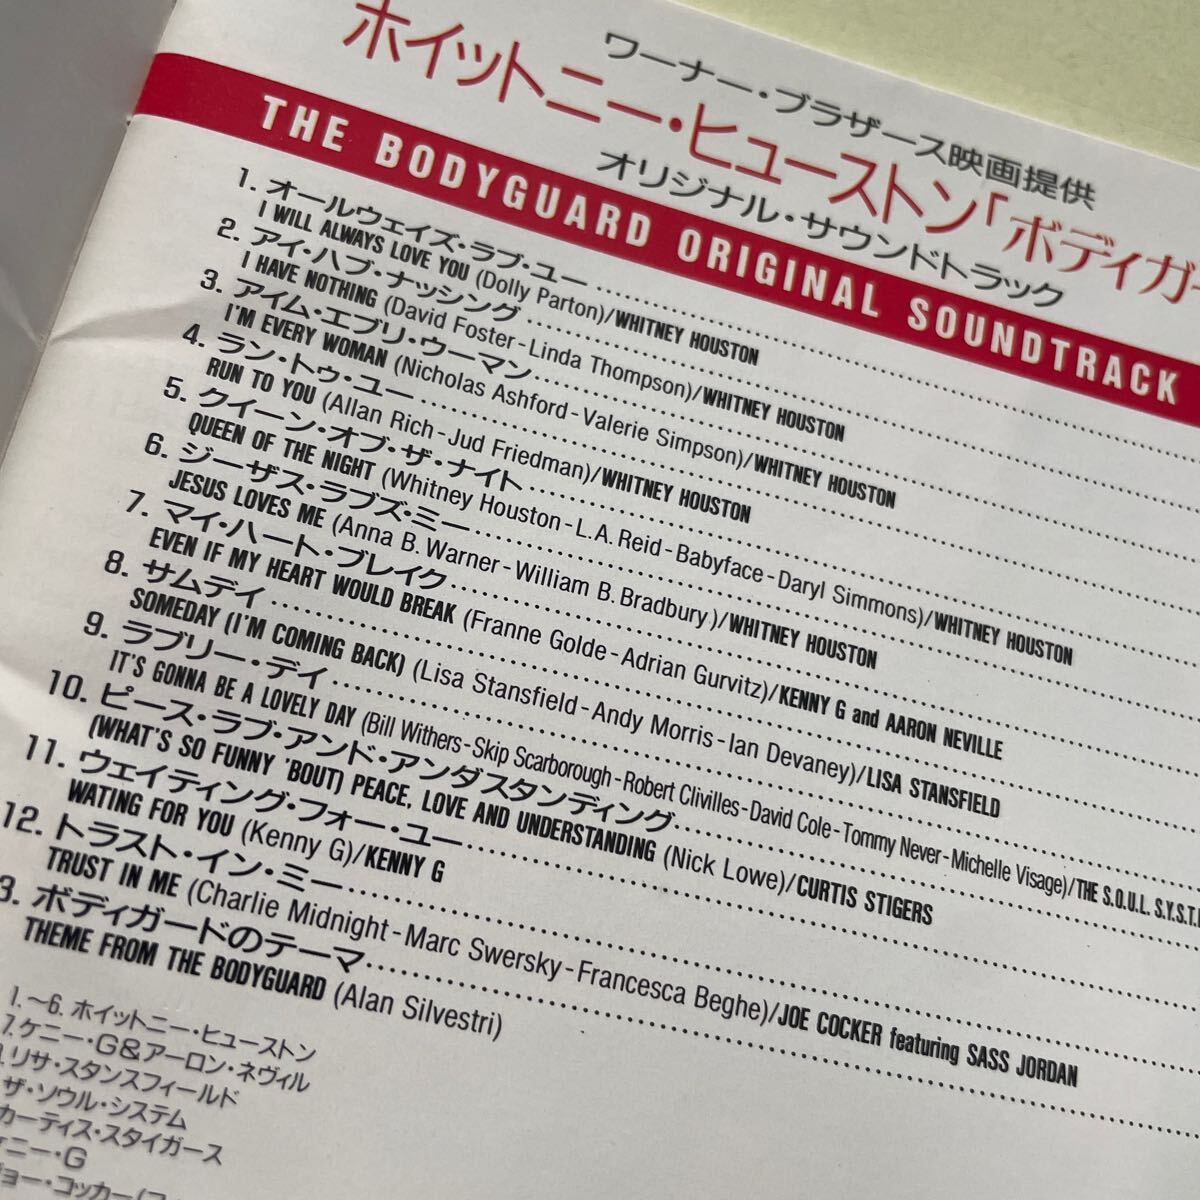 ワーナー・ブラザース映画提供
ホイットニー・ヒューストン「ボディガー
オリジナル・サウンドトラック
THE BODYGUARD ORIGINAL SOUNDTRACK
1. オールウェイズ・ラブ・ユー
I WILL ALWAYS LOVE YOU (Dolly Parton)/WHITNEY HOUSTON
2. アイ・ハブ・ナッシング
I HAVE NOTHING (David Foster-Linda Thompson)/WHITNEY HOUSTON
3. アイム・エブリ・ウーマン
I'M EVERY WOMAN (Nicholas Ashford-Valerie Simpson)/WHITNEY HOUSTON
4. ラン・トゥ・ユー
RUN TO YOU (Allan Rich-Jud Friedman)/WHITNEY HOUSTON
5. クイーン・オブ・ザ・ナイト
QUEEN OF THE NIGHT (Whitney Houston-L.A. Reid-Babyface-Daryl Simmons)/WHITNEY HOUSTON
6. ジーザス・ラブズ・ミー
JESUS LOVES ME (Anna B. Warner-William B. Bradbury)/WHITNEY HOUSTON
7. マイ・ハート・ブレイク
EVEN IF MY HEART WOULD BREAK (Franne Golde-Adrian Gurvitz)/KENNY G and AARON NEVILLE
8. サムデイ
SOMEDAY (I'M COMING BACK) (Lisa Stansfield-Andy Morris-Ian Devaney)/LISA STANSFIELD
9. ラブリー・デイ
IT'S GONNA BE A LOVELY DAY (Bill Withers-Skip Scarborough-Robert Clivilles-David Cole-Tommy Never-Michelle Visage)/THE S.O.U.L. S.Y.S.T.
10. ピース・ラブ・アンド・アンダスタンディング
(WHAT'S SO FUNNY 'BOUT) PEACE, LOVE AND UNDERSTANDING (Nick Lowe)/CURTIS STIGERS
11. ウェイティング・フォー・ユー
WATING FOR YOU (Kenny G)/KENNY G
12. トラスト・イン・ミー
TRUST IN ME (Charlie Midnight-Marc Swersky-Francesca Beghe)/JOE COCKER featuring SASS JORDAN
3. ボディガードのテーマ
THEME FROM THE BODYGUARD (Alan Silvestri)
1.〜6. ホイットニー・ヒューストン
7. ケニー・G&アーロン・ネヴィル
リサ・スタンスフィールド
ザ・ソウル・システム
カーティス・スタイガース
ニー・G
ョー・コッカー